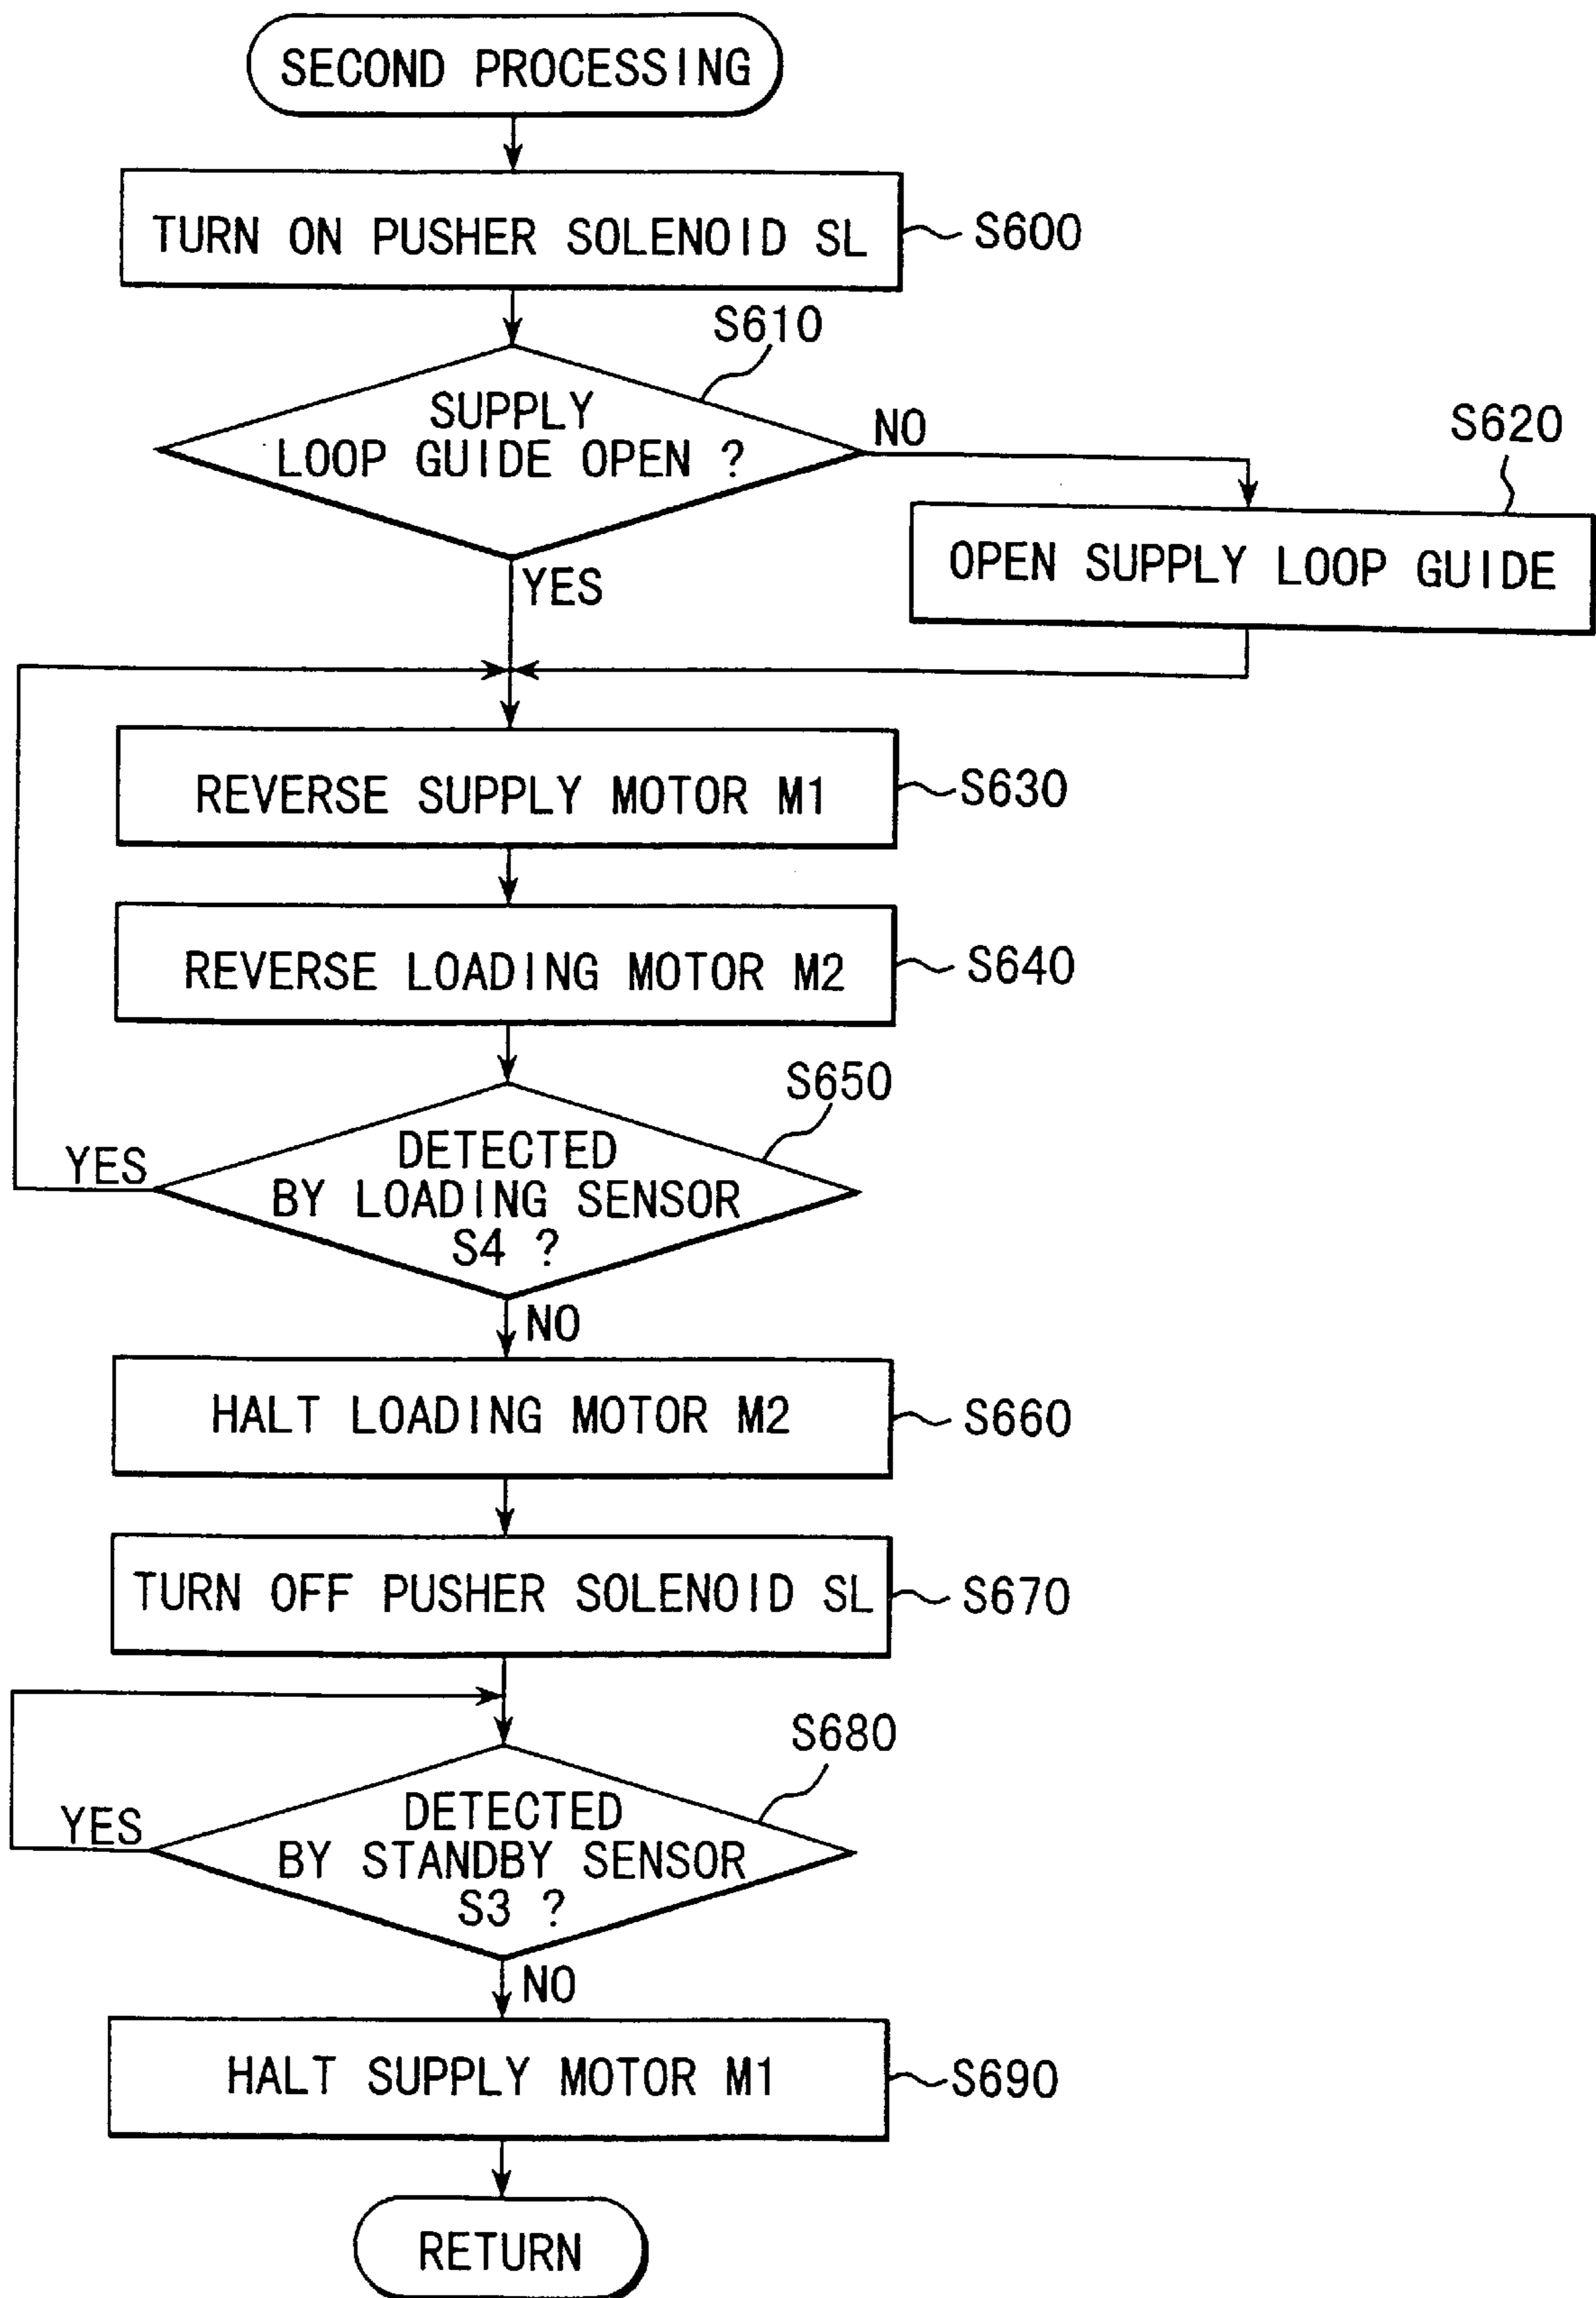 SECOND PROCESSING
TURN ON PUSHER SOLENOID SL
S600
S610
SUPPLY
LOOP GUIDE OPEN ?
NO
S620
OPEN SUPPLY LOOP GUIDE
YES
REVERSE SUPPLY MOTOR M1
S630
REVERSE LOADING MOTOR M2
S640
S650
DETECTED
BY LOADING SENSOR
S4 ?
YES
NO
HALT LOADING MOTOR M2
S660
TURN OFF PUSHER SOLENOID SL
S670
S680
DETECTED
BY STANDBY SENSOR
S3 ?
YES
NO
HALT SUPPLY MOTOR M1
S690
RETURN